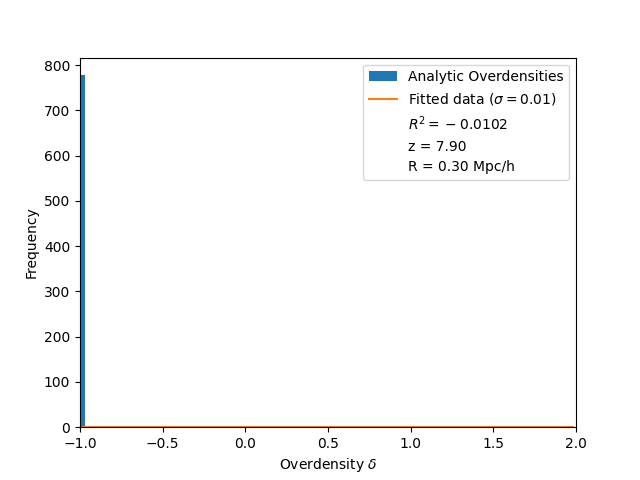 800
700
600
500
400
300
200
100
0
Frequency
−1.0 −0.5 0.0 0.5 1.0 1.5 2.0
Overdensity δ
Analytic Overdensities
Fitted data (σ = 0.01)
R² = − 0.0102
z = 7.90
R = 0.30 Mpc/h